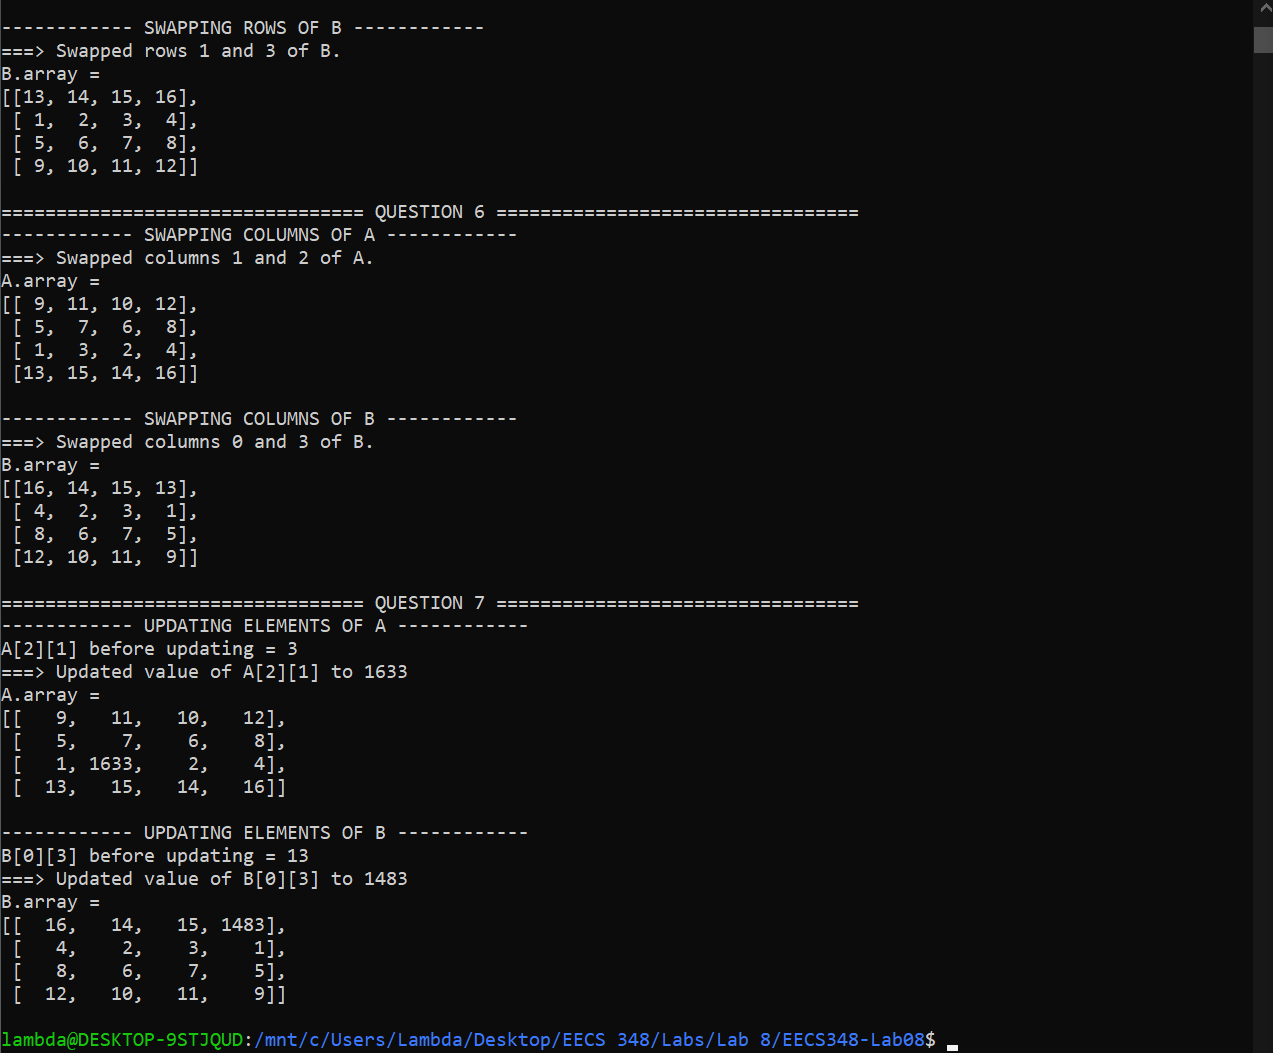 ------------ SWAPPING ROWS OF B ------------
===> Swapped rows 1 and 3 of B.
B.array =
[[13, 14, 15, 16],
 [ 1,  2,  3,  4],
 [ 5,  6,  7,  8],
 [ 9, 10, 11, 12]]

================================= QUESTION 6 =================================
------------ SWAPPING COLUMNS OF A ------------
===> Swapped columns 1 and 2 of A.
A.array =
[[ 9, 11, 10, 12],
 [ 5,  7,  6,  8],
 [ 1,  3,  2,  4],
 [13, 15, 14, 16]]

------------ SWAPPING COLUMNS OF B ------------
===> Swapped columns 0 and 3 of B.
B.array =
[[16, 14, 15, 13],
 [ 4,  2,  3,  1],
 [ 8,  6,  7,  5],
 [12, 10, 11,  9]]

================================= QUESTION 7 =================================
------------ UPDATING ELEMENTS OF A ------------
A[2][1] before updating = 3
===> Updated value of A[2][1] to 1633
A.array =
[[   9,   11,   10,   12],
 [   5,    7,    6,    8],
 [   1, 1633,    2,    4],
 [  13,   15,   14,   16]]

------------ UPDATING ELEMENTS OF B ------------
B[0][3] before updating = 13
===> Updated value of B[0][3] to 1483
B.array =
[[  16,   14,   15, 1483],
 [   4,    2,    3,    1],
 [   8,    6,    7,    5],
 [  12,   10,   11,    9]]

lambda@DESKTOP-9STJQUD:/mnt/c/Users/Lambda/Desktop/EECS 348/Labs/Lab 8/EECS348-Lab08$